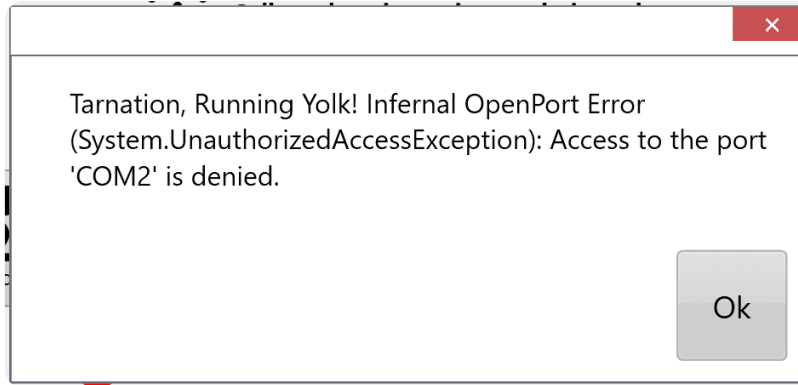 Tarnation, Running Yolk! Infernal OpenPort Error
(System.UnauthorizedAccessException): Access to the port
'COM2' is denied.
Ok